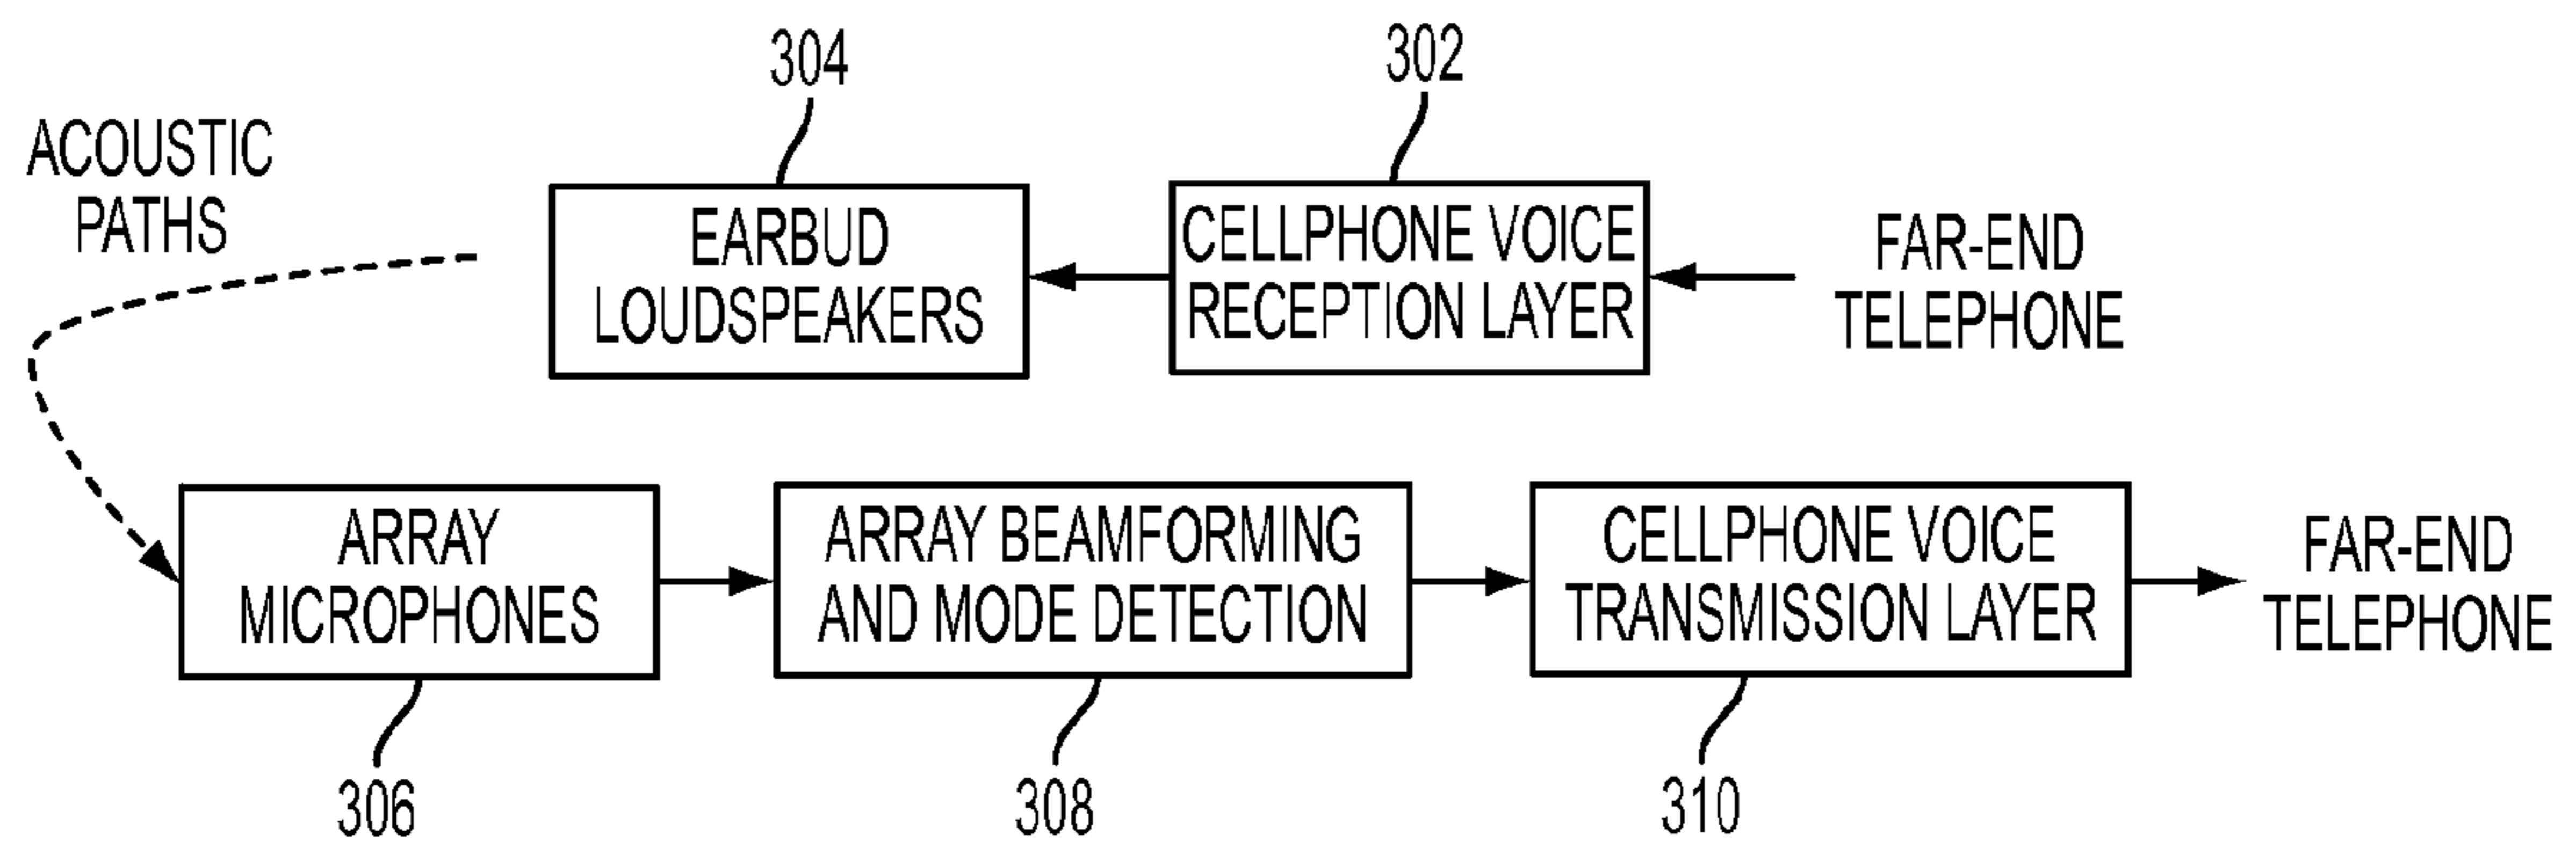 304
302
ACOUSTIC
PATHS
EARBUD
LOUDSPEAKERS
CELLPHONE VOICE
RECEPTION LAYER
FAR-END
TELEPHONE
ARRAY
MICROPHONES
ARRAY BEAMFORMING
AND MODE DETECTION
CELLPHONE VOICE
TRANSMISSION LAYER
FAR-END
TELEPHONE
306
308
310